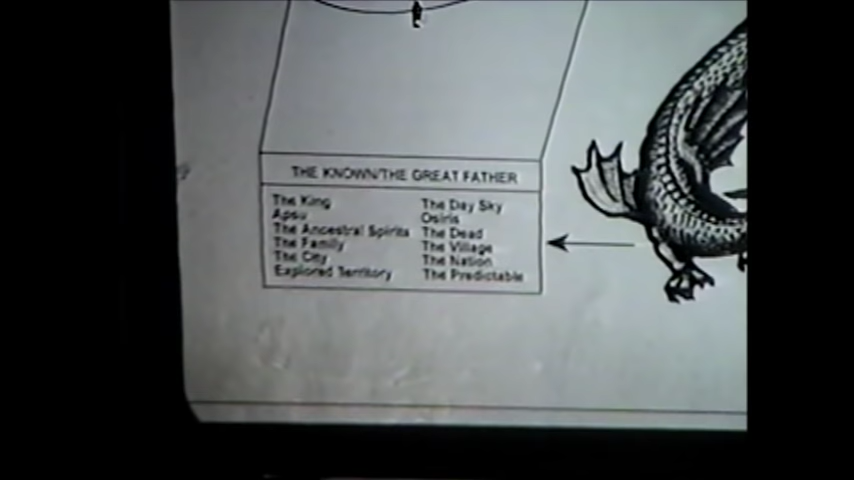 THE KNOWN/THE GREAT FATHER
The King The Day Sky
Apsu Osiris
The Ancestral Spirits The Dead
The Family The Village
The City The Nation
Explored Territory The Predictable